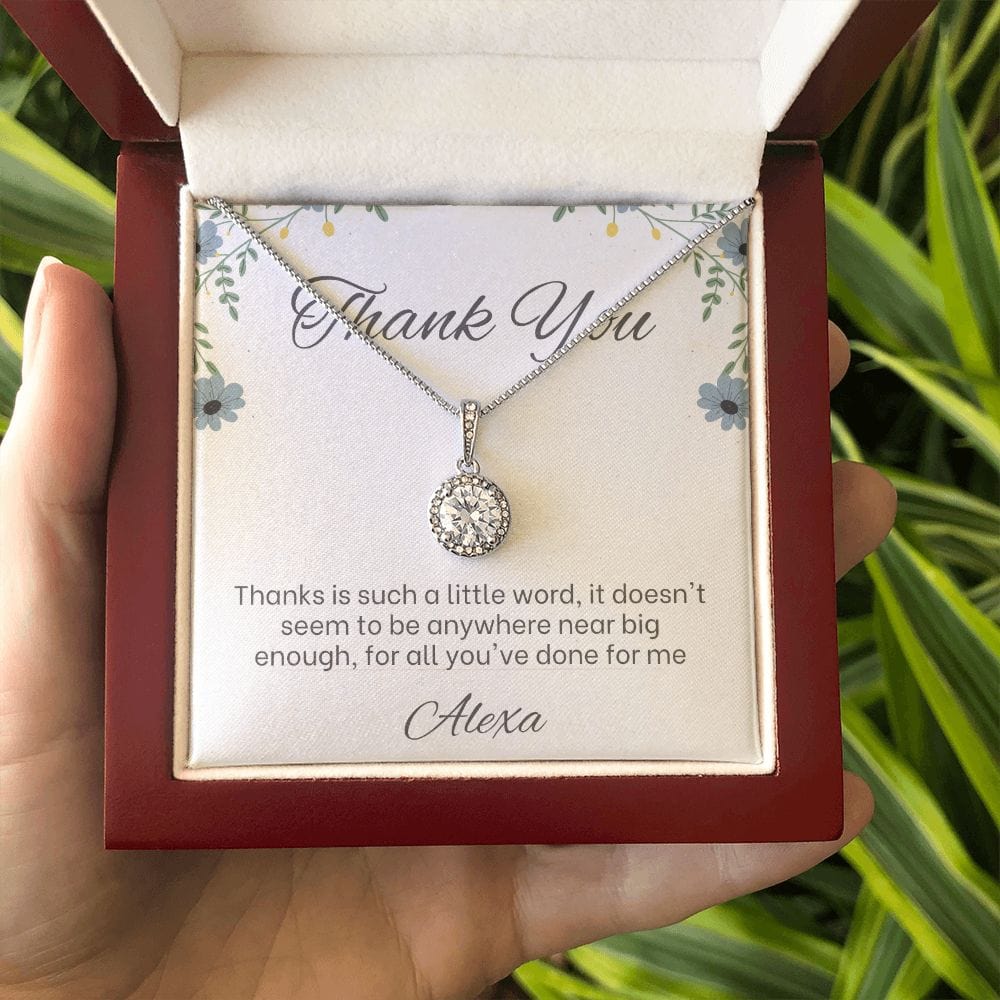 Thank You
Thanks is such a little word, it doesn't
seem to be anywhere near big
enough, for all you've done for me
Alexa